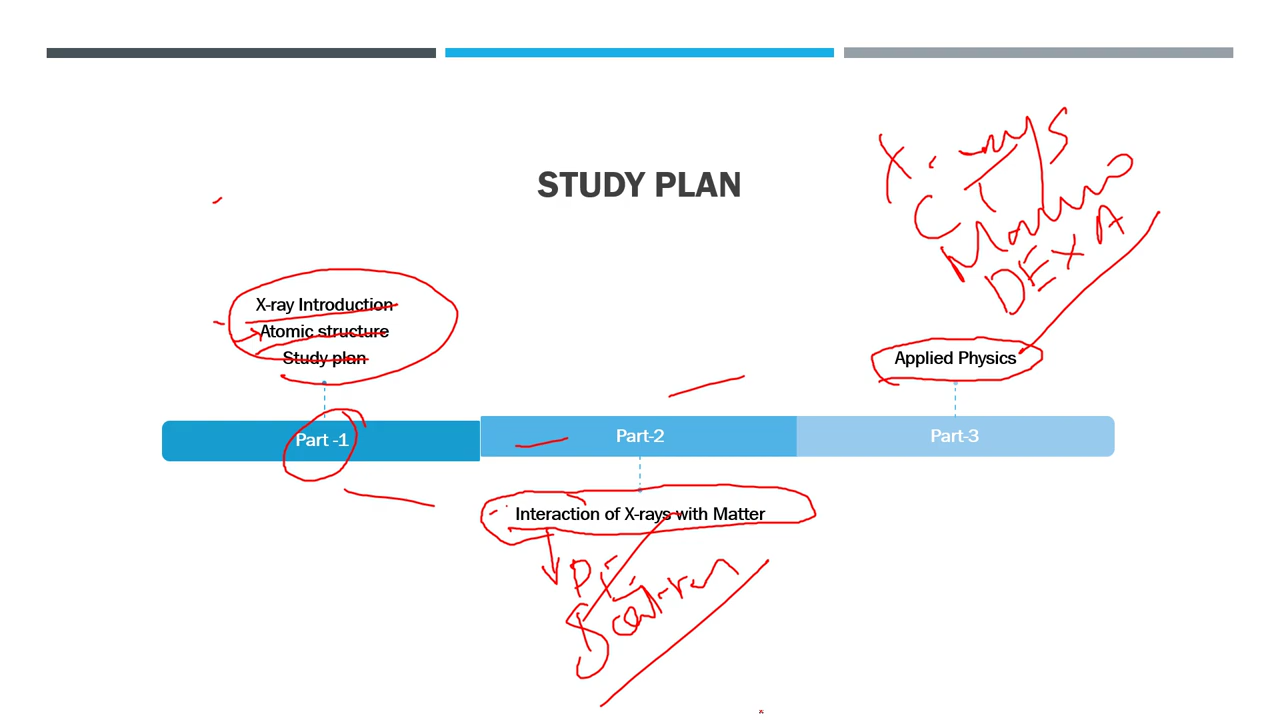 X-rays
CT
STUDY PLAN
Mammo
DEXA
X-ray Introduction
Atomic structure
Study plan
Applied Physics
Part -1
Part-2
Part-3
Interaction of X-rays with Matter
PE